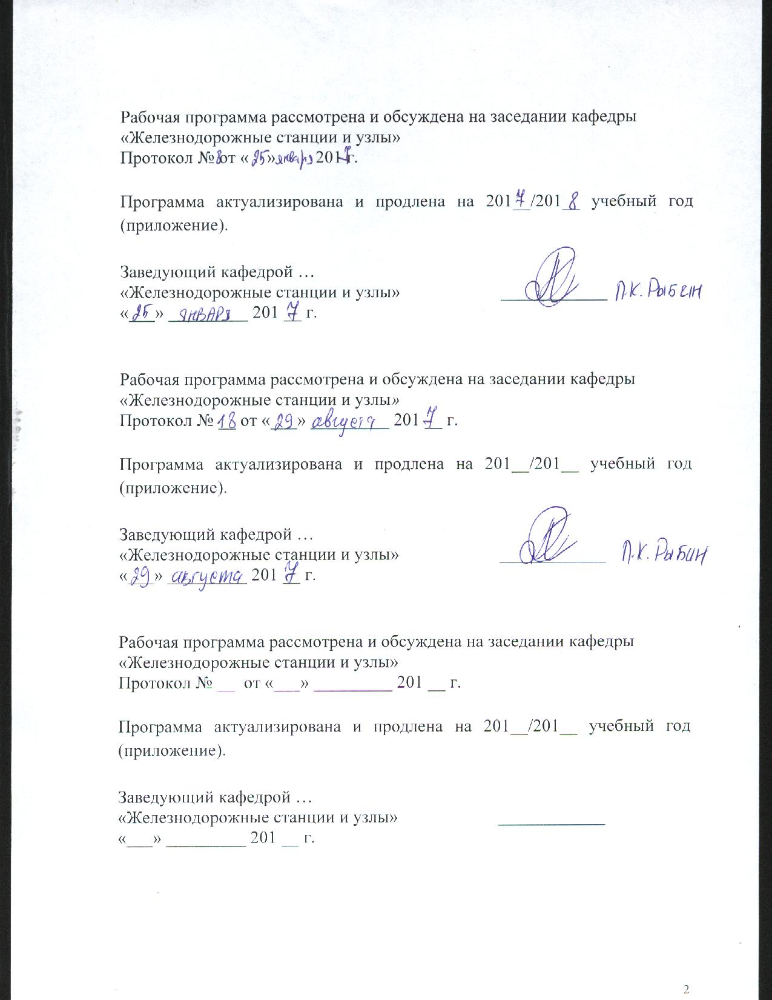 Рабочая программа рассмотрена и обсуждена на заседании кафедры
«Железнодорожные станции и узлы»
Протокол №8от «25»января 2017г.
Программа актуализирована и продлена на 2017/2018 учебный год
(приложение).
Заведующий кафедрой …
«Железнодорожные станции и узлы» ____________ П.К. Рыбин
«25» января 2017 г.
Рабочая программа рассмотрена и обсуждена на заседании кафедры
«Железнодорожные станции и узлы»
Протокол № 18 от «29» августа 2017 г.
Программа актуализирована и продлена на 201__/201__ учебный год
(приложение).
Заведующий кафедрой …
«Железнодорожные станции и узлы» ____________ П.К. Рыбин
«29» августа 2017 г.
Рабочая программа рассмотрена и обсуждена на заседании кафедры
«Железнодорожные станции и узлы»
Протокол № __ от «___» _________ 201 __ г.
Программа актуализирована и продлена на 201__/201__ учебный год
(приложение).
Заведующий кафедрой …
«Железнодорожные станции и узлы» ____________
«___» _________ 201 __ г.
2